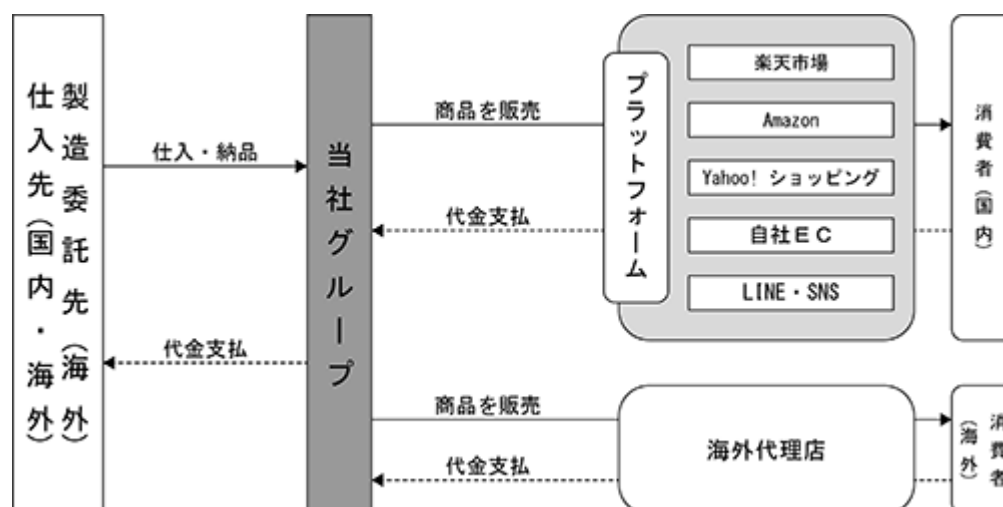 製造委託先(海外)
仕入先(国内・海外)
仕入・納品
代金支払
当社グループ
商品を販売
代金支払
プラットフォーム
楽天市場
Amazon
Yahoo! ショッピング
自社EC
LINE・SNS
消費者(国内)
商品を販売
代金支払
海外代理店
消費者
(海外)